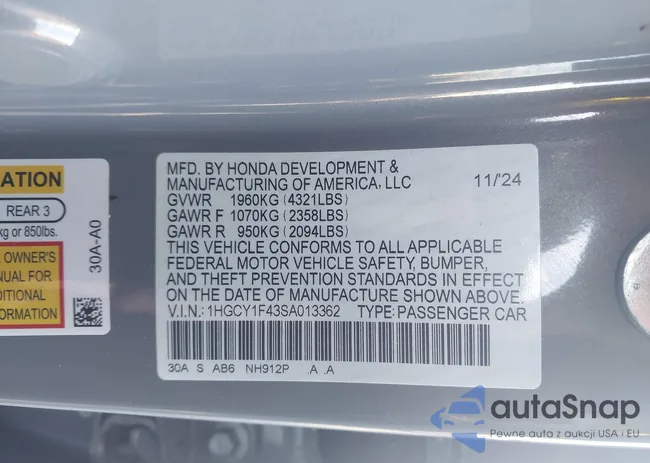 ATION
REAR 3
kg or 850lbs.
OWNER'S
ANUAL FOR
DITIONAL
FORMATION
30A-A0
MFD. BY HONDA DEVELOPMENT &
MANUFACTURING OF AMERICA, LLC
11/24
GVWR 1960KG (4321LBS)
GAWR F 1070KG (2358LBS)
GAWR R 950KG (2094LBS)
THIS VEHICLE CONFORMS TO ALL APPLICABLE
FEDERAL MOTOR VEHICLE SAFETY, BUMPER,
AND THEFT PREVENTION STANDARDS IN EFFECT
ON THE DATE OF MANUFACTURE SHOWN ABOVE.
V.I.N.: 1HGCY1F43SA013362 TYPE: PASSENGER CAR
30A S AB6 NH912P .A .A
autoSnap
Pewne auto z aukcji USA i EU